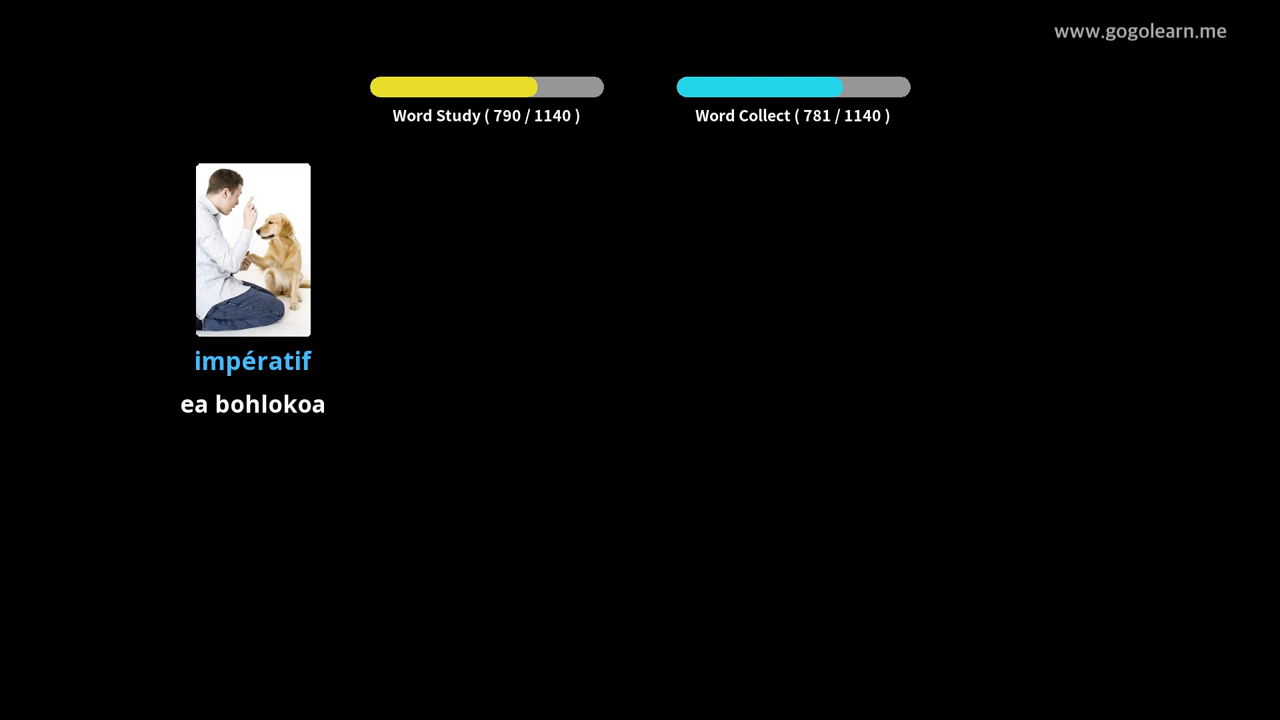 www.gogolearn.me
Word Study ( 790 / 1140 )
Word Collect ( 781 / 1140 )
impératif
ea bohlokoa